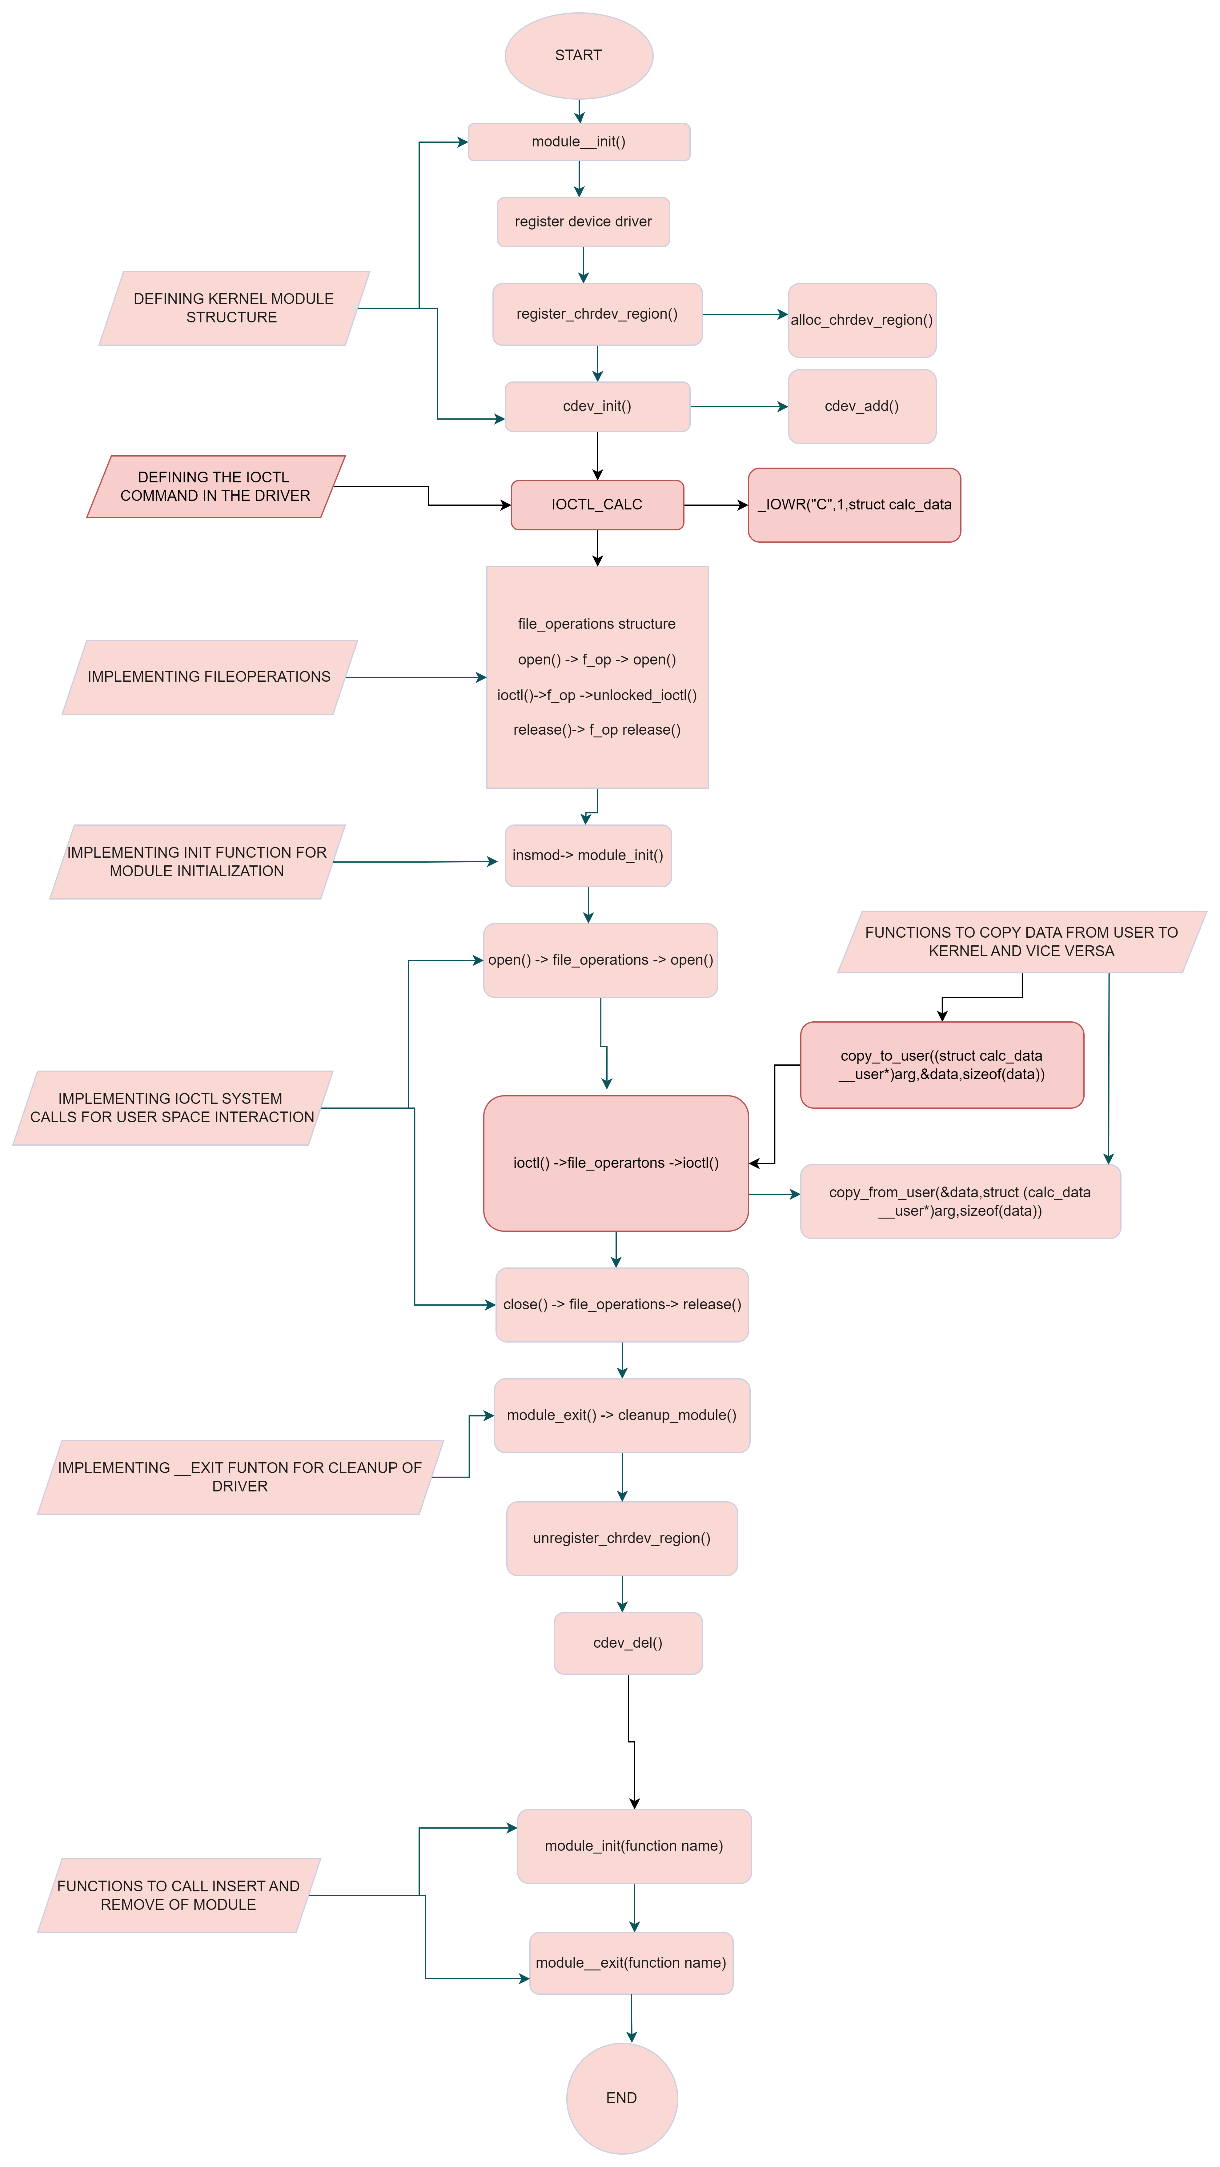 START
module__init()
register device driver
DEFINING KERNEL MODULE
STRUCTURE
register_chrdev_region()
alloc_chrdev_region()
cdev_init()
cdev_add()
DEFINING THE IOCTL
COMMAND IN THE DRIVER
IOCTL_CALC
_IOWR("C",1,struct calc_data
file_operations structure
open() -> f_op -> open()
ioctl()->f_op ->unlocked_ioctl()
release()-> f_op release()
IMPLEMENTING FILEOPERATIONS
IMPLEMENTING INIT FUNCTION FOR
MODULE INITIALIZATION
insmod-> module_init()
open() -> file_operations -> open()
FUNCTIONS TO COPY DATA FROM USER TO
KERNEL AND VICE VERSA
copy_to_user((struct calc_data
__user*)arg,&data,sizeof(data))
IMPLEMENTING IOCTL SYSTEM
CALLS FOR USER SPACE INTERACTION
ioctl() ->file_operartons ->ioctl()
copy_from_user(&data,struct (calc_data
__user*)arg,sizeof(data))
close() -> file_operations-> release()
module_exit() -> cleanup_module()
IMPLEMENTING __EXIT FUNTON FOR CLEANUP OF
DRIVER
unregister_chrdev_region()
cdev_del()
module_init(function name)
FUNCTIONS TO CALL INSERT AND
REMOVE OF MODULE
module__exit(function name)
END